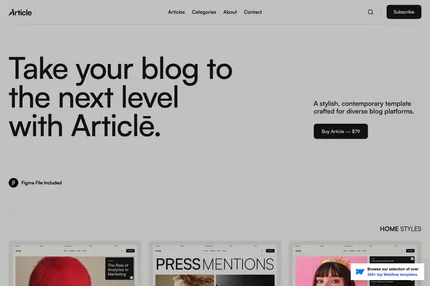 Articlē
Articles Categories About Contact
Subscribe
Take your blog to
the next level
with Articlē.
A stylish, contemporary template
crafted for diverse blog platforms.
Buy Article — $79
Figma File Included
HOME STYLES
The Role of
Analytics in
Marketing
PRESS MENTIONS
Browse our selection of over
300+ top Webflow templates